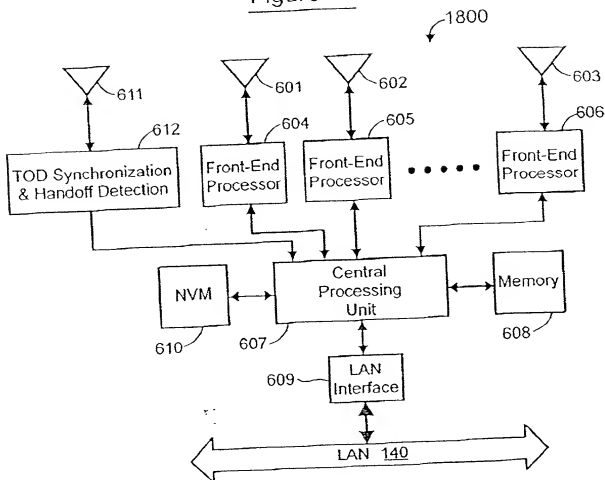 Figure
1800
611
601
602
603
612
604
605
606
TOD Synchronization
& Handoff Detection
Front-End
Processor
Front-End
Processor
Front-End
Processor
NVM
Central
Processing
Unit
Memory
610
607
608
609
LAN
Interface
LAN 140